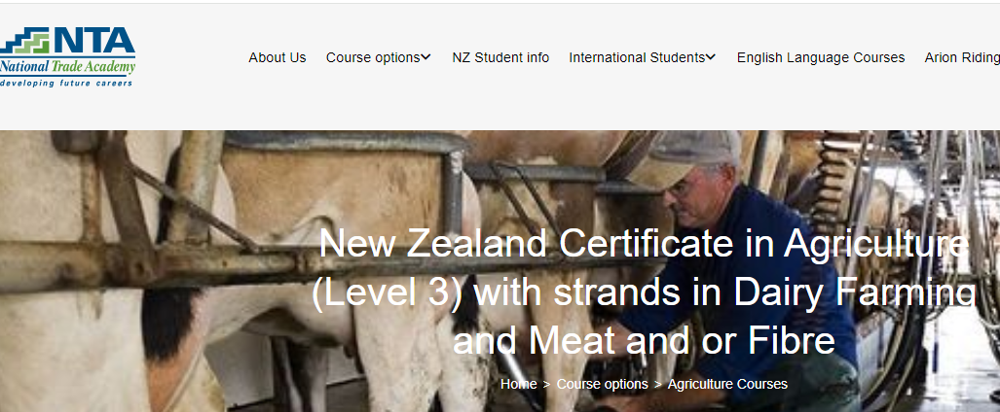 NTA
National Trade Academy
developing future careers
About Us Course options NZ Student info International Students English Language Courses Arion Riding
New Zealand Certificate in Agriculture
(Level 3) with strands in Dairy Farming
and Meat and or Fibre
Home > Course options > Agriculture Courses